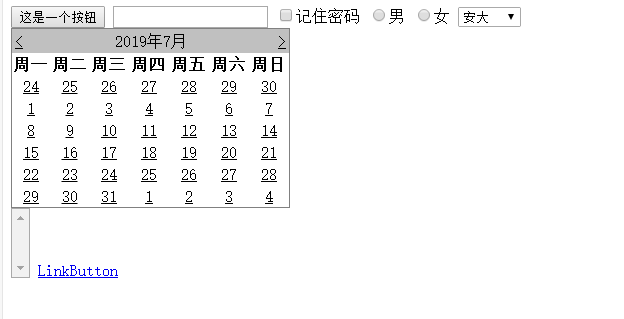 这是一个按钮 记住密码 男 女 安大
< 2019年7月 >
周一 周二 周三 周四 周五 周六 周日
24 25 26 27 28 29 30
1 2 3 4 5 6 7
8 9 10 11 12 13 14
15 16 17 18 19 20 21
22 23 24 25 26 27 28
29 30 31 1 2 3 4
LinkButton